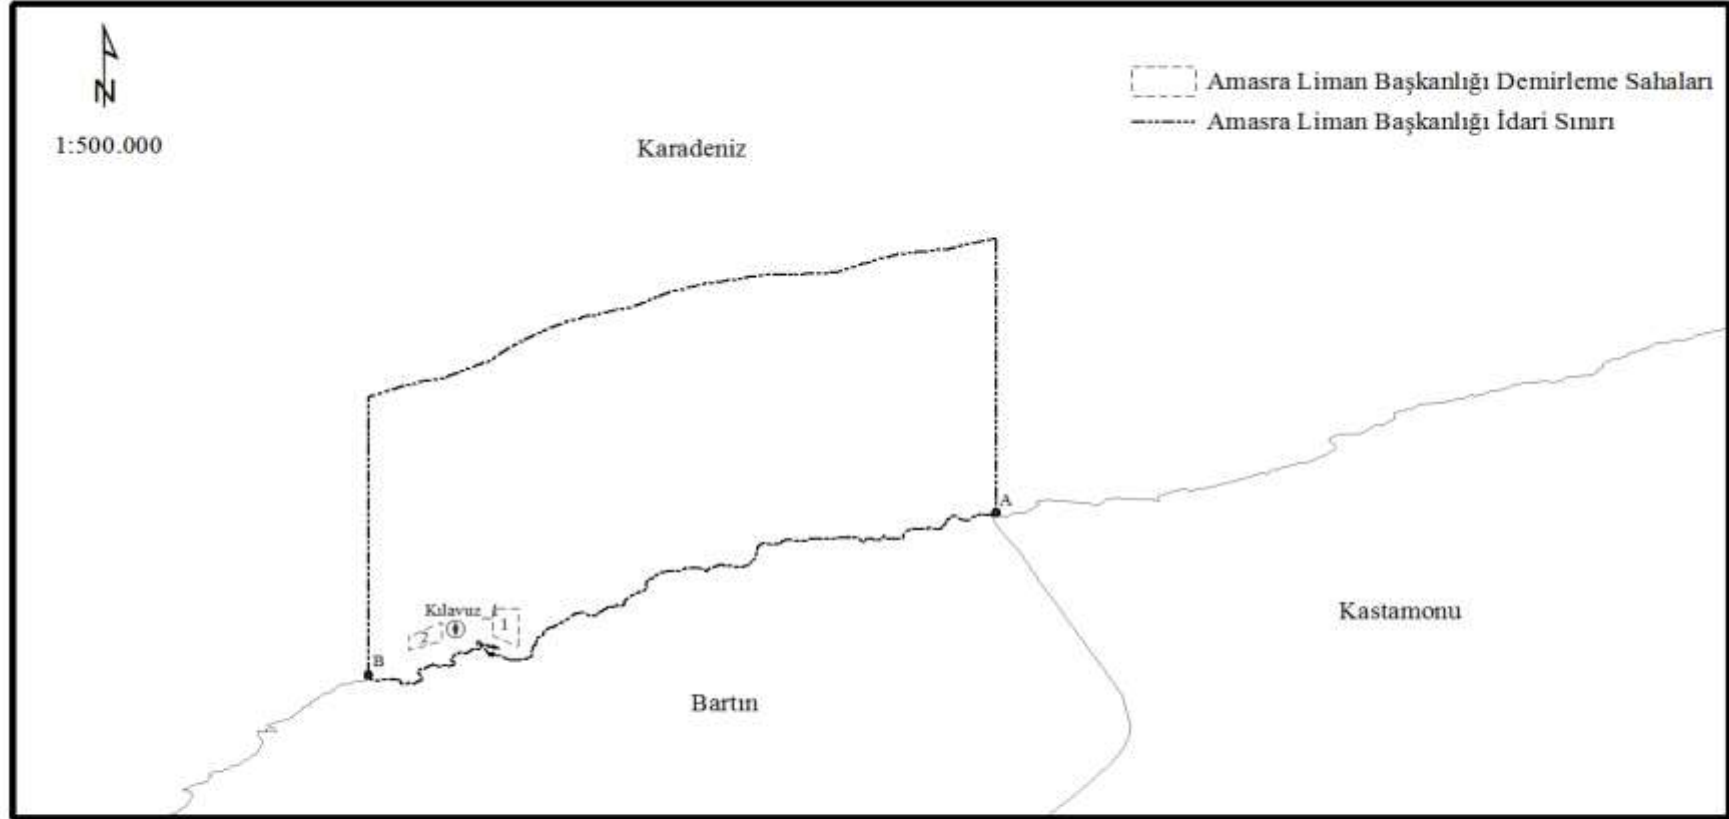 N
1:500.000
Amasra Liman Başkanlığı Demirleme Sahaları
Amasra Liman Başkanlığı İdari Sınırı
Karadeniz
A
Kılavuz
1
2
B
Kastamonu
Bartın